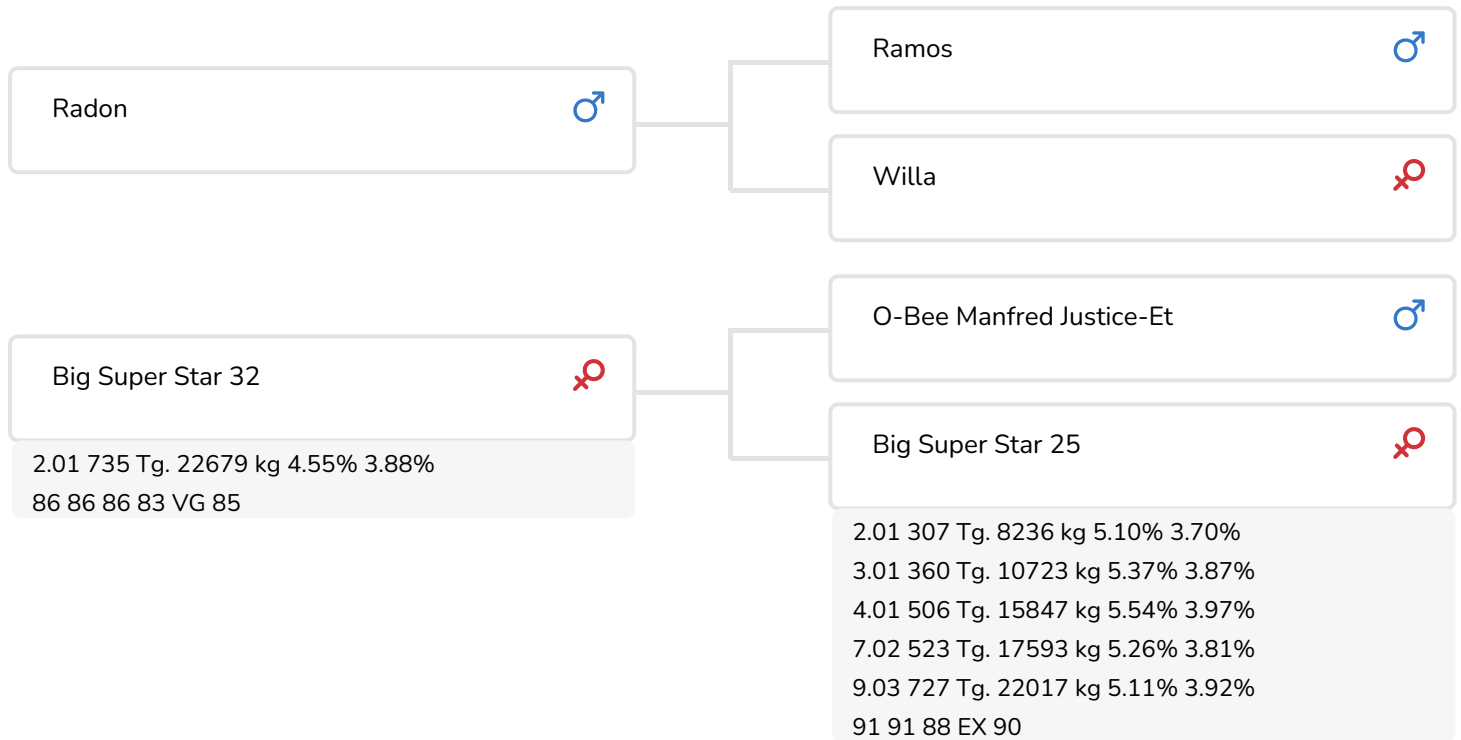 Radon
Ramos
Willa
Big Super Star 32
2.01 735 Tg. 22679 kg 4.55% 3.88%
86 86 86 83 VG 85
O-Bee Manfred Justice-Et
Big Super Star 25
2.01 307 Tg. 8236 kg 5.10% 3.70%
3.01 360 Tg. 10723 kg 5.37% 3.87%
4.01 506 Tg. 15847 kg 5.54% 3.97%
7.02 523 Tg. 17593 kg 5.26% 3.81%
9.03 727 Tg. 22017 kg 5.11% 3.92%
91 91 88 EX 90